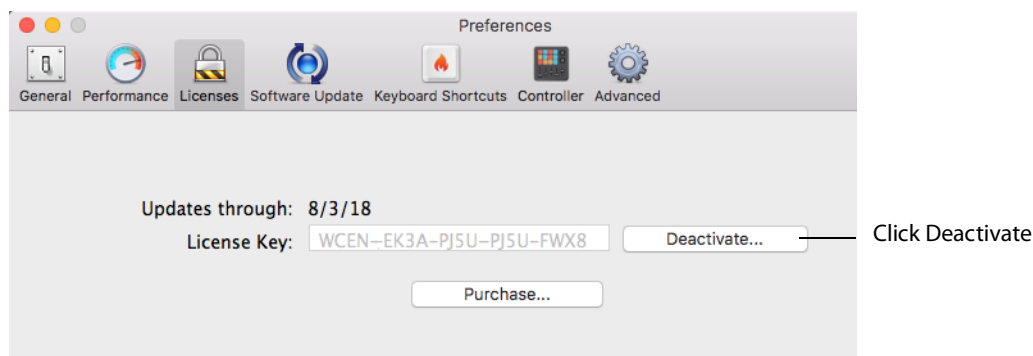 Preferences
General Performance Licenses Software Update Keyboard Shortcuts Controller Advanced
Updates through: 8/3/18
License Key: WCEN–EK3A–PJ5U–PJ5U–FWX8 Deactivate... Click Deactivate
Purchase...